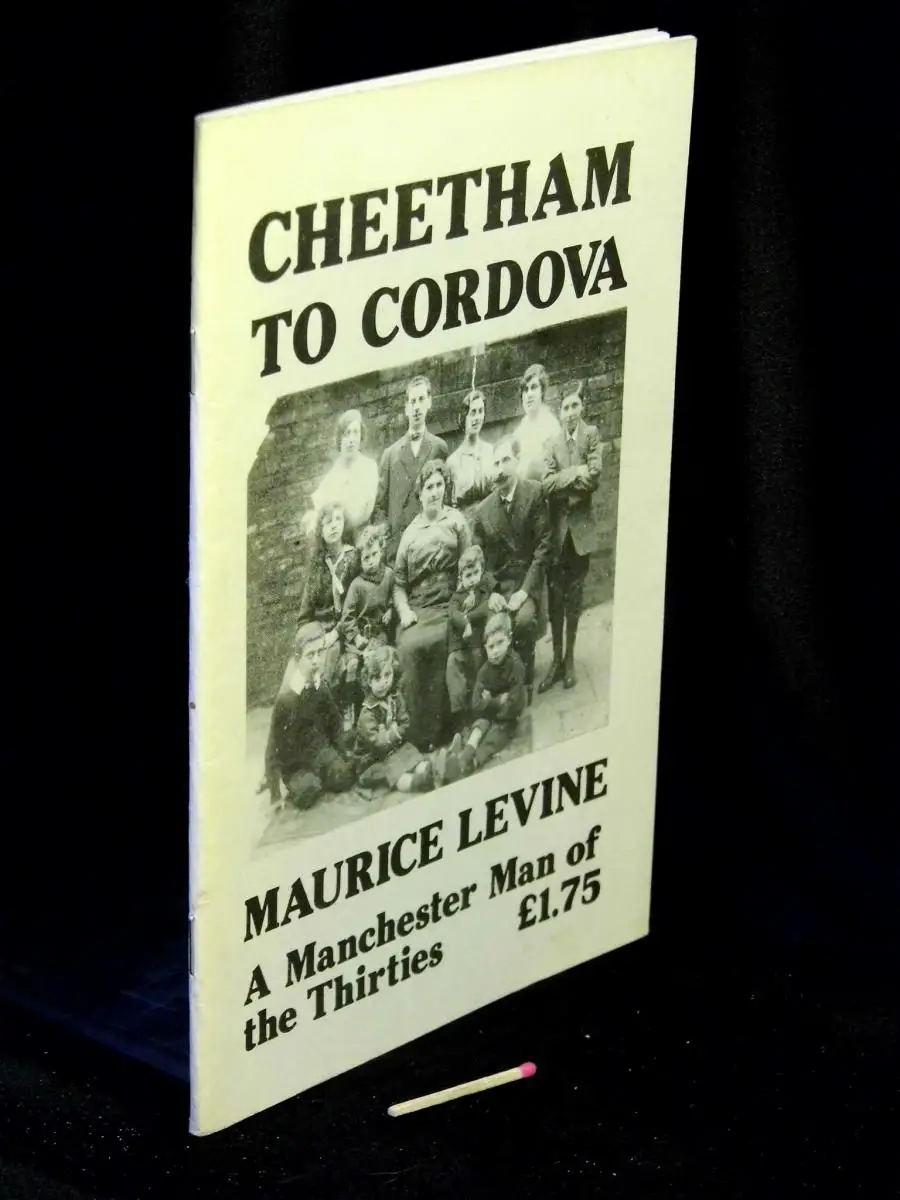 CHEETHAM
TO CORDOVA
MAURICE LEVINE
A Manchester Man of
the Thirties £1.75